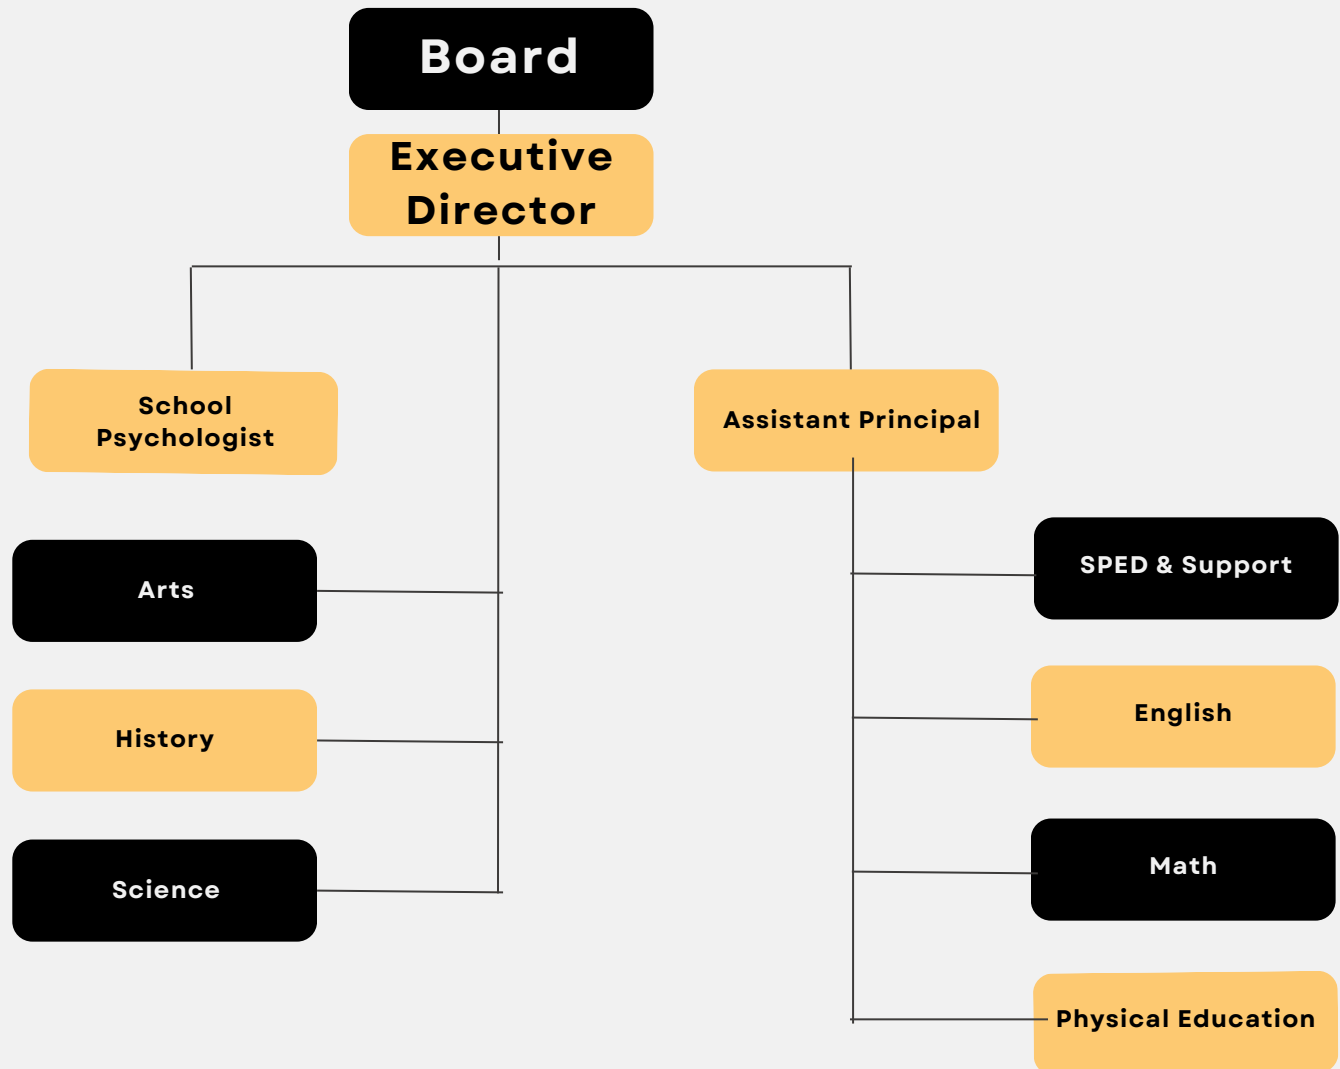 Board
Executive
Director
School
Psychologist
Assistant Principal
Arts
History
Science
SPED & Support
English
Math
Physical Education